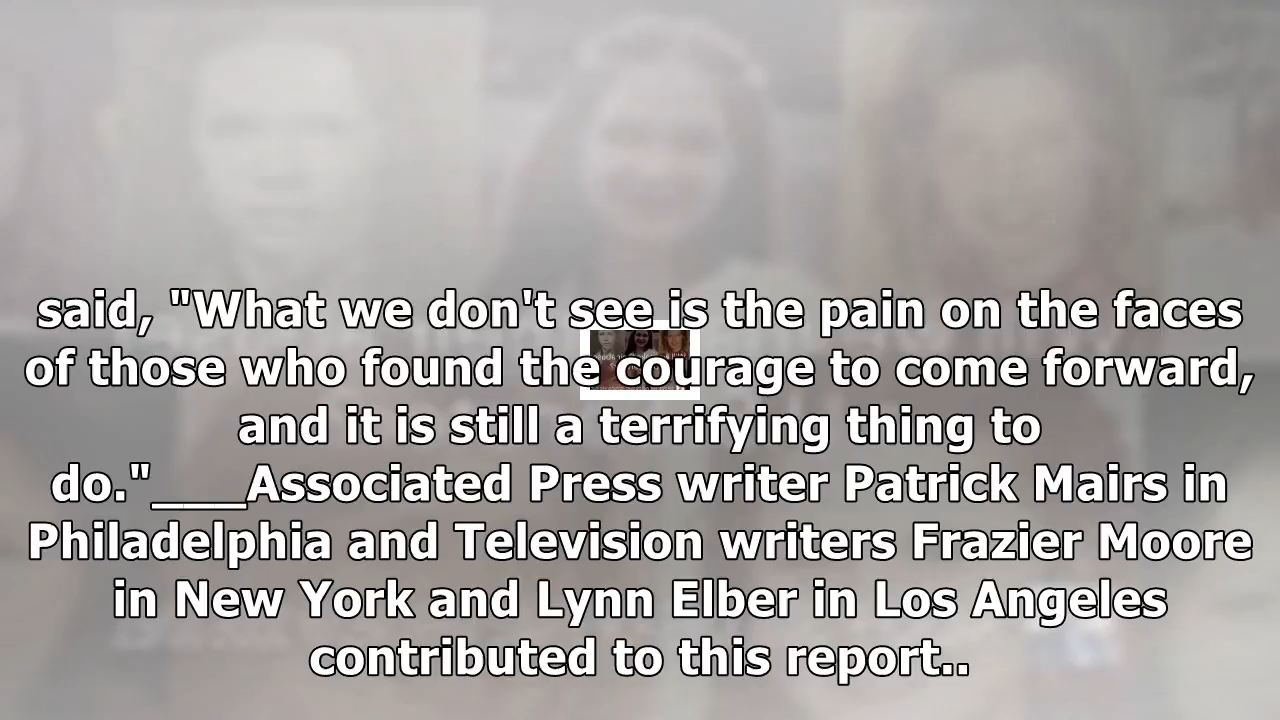 said, "What we don't see is the pain on the faces
of those who found the courage to come forward,
and it is still a terrifying thing to
do."___Associated Press writer Patrick Mairs in
Philadelphia and Television writers Frazier Moore
in New York and Lynn Elber in Los Angeles
contributed to this report..